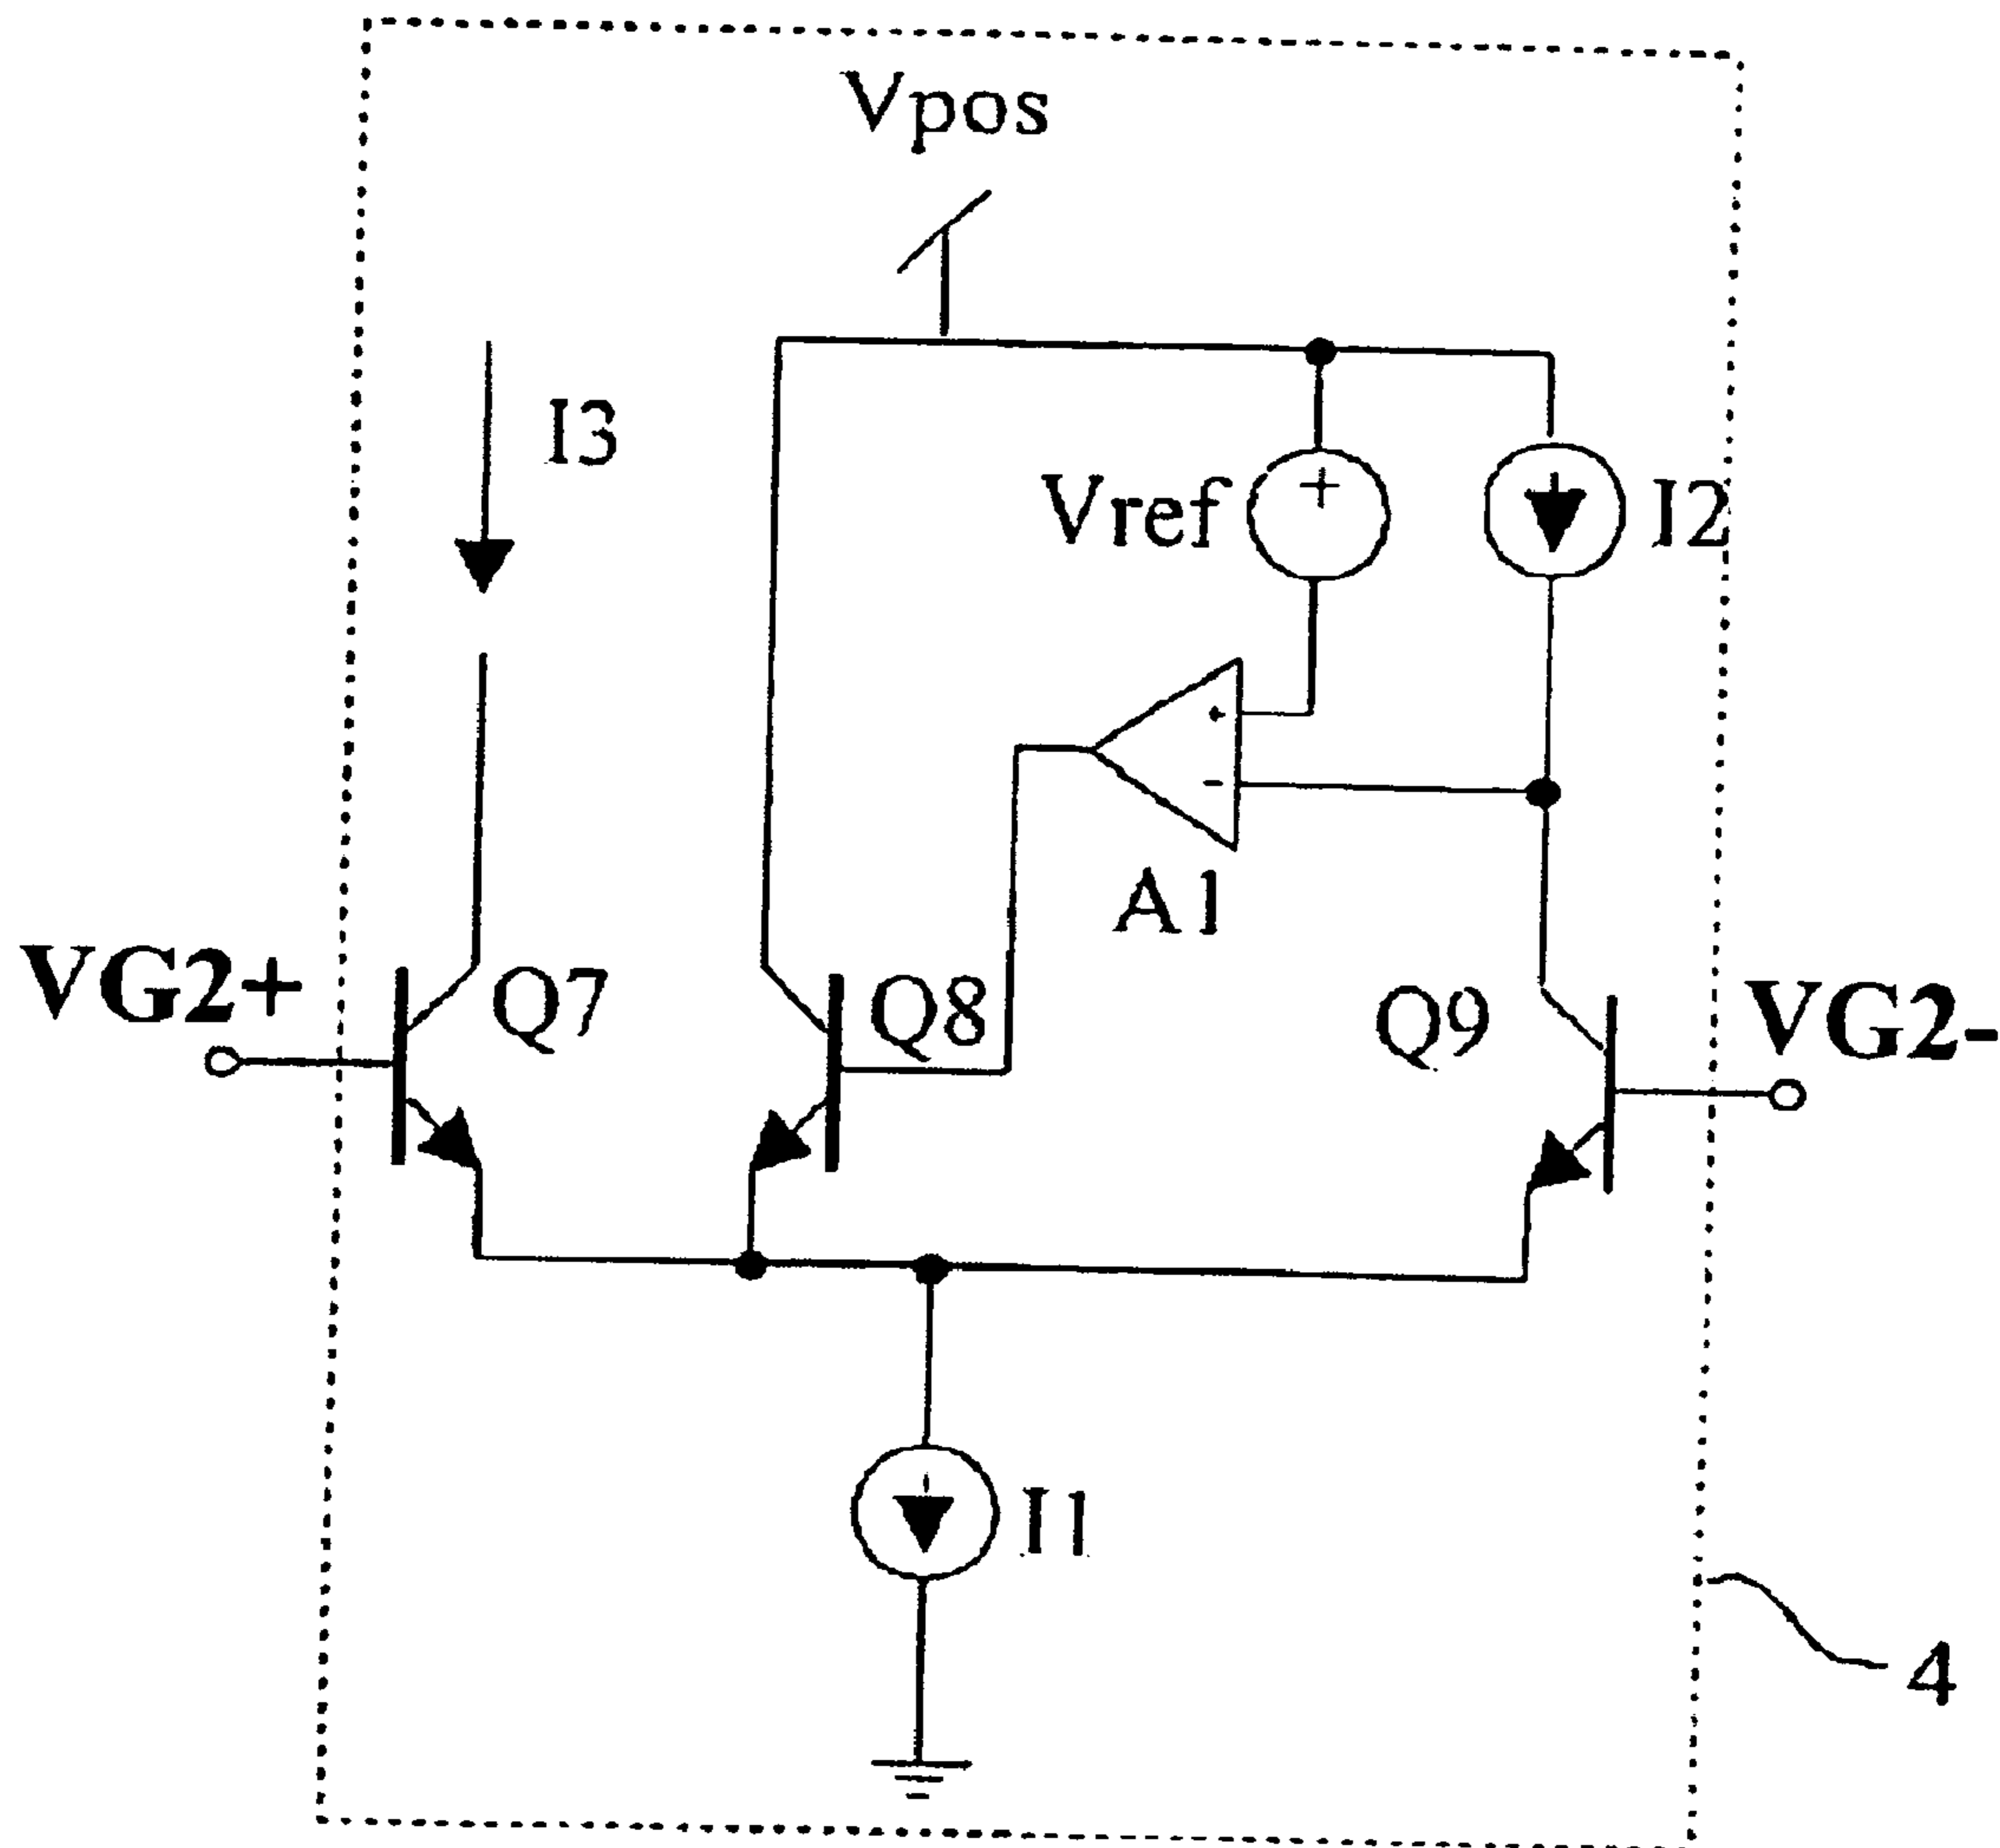 Vpos
I3
Vref
+
I2
+
-
A1
VG2+
Q7
Q8
Q9
VG2-
I1
4